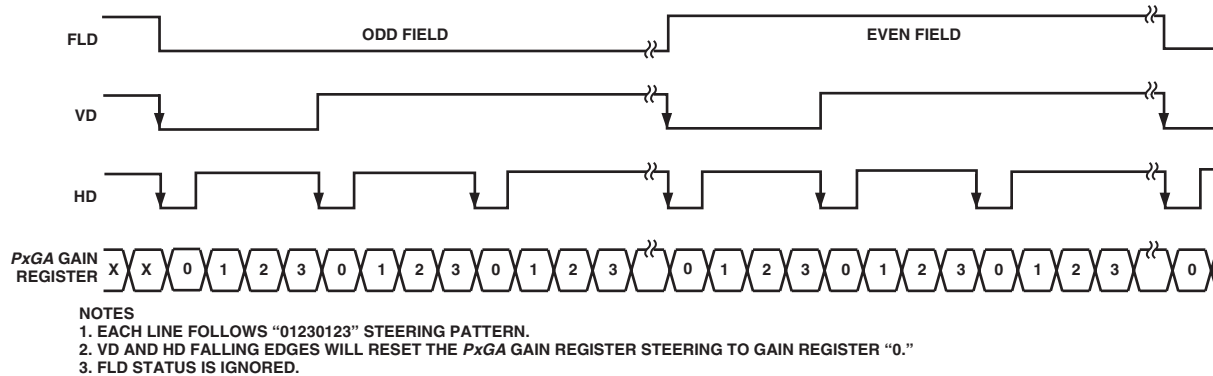 FLD
ODD FIELD
EVEN FIELD
VD
HD
PxGA GAIN
REGISTER
X X 0 1 2 3 0 1 2 3 0 1 2 3 0 1 2 3 0 1 2 3 0 1 2 3 0
NOTES
1. EACH LINE FOLLOWS “01230123” STEERING PATTERN.
2. VD AND HD FALLING EDGES WILL RESET THE PxGA GAIN REGISTER STEERING TO GAIN REGISTER “0.”
3. FLD STATUS IS IGNORED.